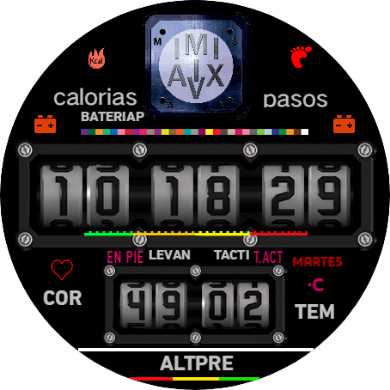 M A
IMI
AVX
Kcal
calorias pasos
BATERIAP
10 18 29
EN PIE LEVAN TACTI T.ACT MARTES
49 02
COR °C TEM
ALTPRE